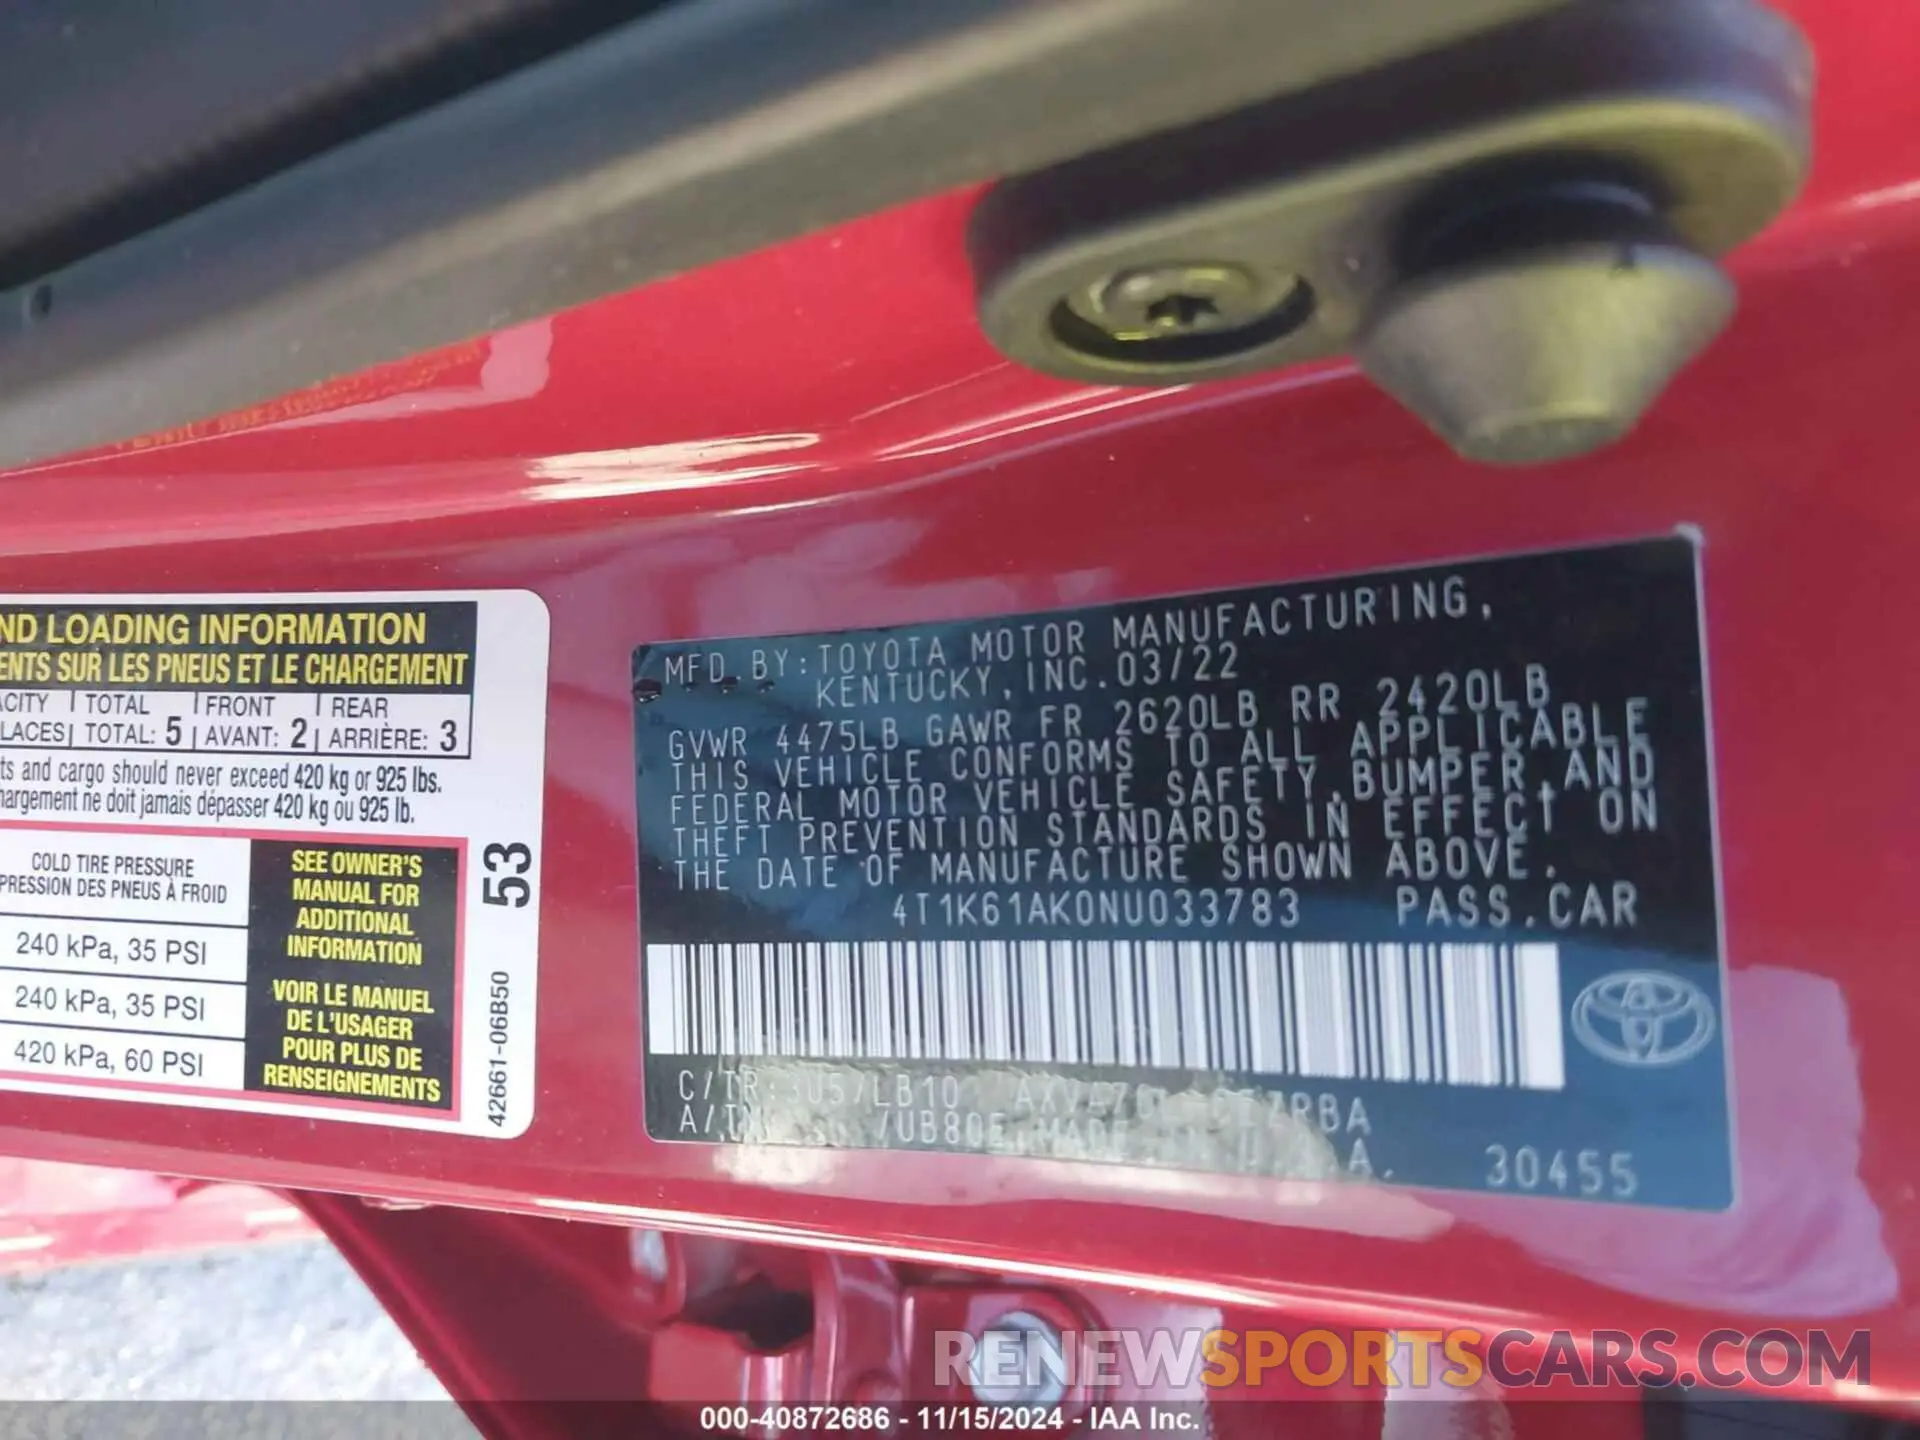 ND LOADING INFORMATION
ENTS SUR LES PNEUS ET LE CHARGEMENT
ACITY TOTAL FRONT REAR
LACES TOTAL: 5 AVANT: 2 ARRIÈRE: 3
ts and cargo should never exceed 420 kg or 925 lbs.
hargement ne doit jamais dépasser 420 kg ou 925 lb.
COLD TIRE PRESSURE
PRESSION DES PNEUS À FROID
240 kPa, 35 PSI
240 kPa, 35 PSI
420 kPa, 60 PSI
SEE OWNER'S
MANUAL FOR
ADDITIONAL
INFORMATION
VOIR LE MANUEL
DE L'USAGER
POUR PLUS DE
RENSEIGNEMENTS
53
42661-06B50
MFD. BY: TOYOTA MOTOR MANUFACTURING,
KENTUCKY, INC. 03/22
GVWR 4475LB GAWR FR 2620LB RR 2420LB
THIS VEHICLE CONFORMS TO ALL APPLICABLE
FEDERAL MOTOR VEHICLE SAFETY, BUMPER, AND
THEFT PREVENTION STANDARDS IN EFFECT ON
THE DATE OF MANUFACTURE SHOWN ABOVE.
4T1K61AK0NU033783 PASS.CAR
C/TR: LB10
A/TM: /UB80E, MADE IN U.S.A.
30455
RENEWSPORTSCARS.COM
000-40872686 - 11/15/2024 - IAA Inc.